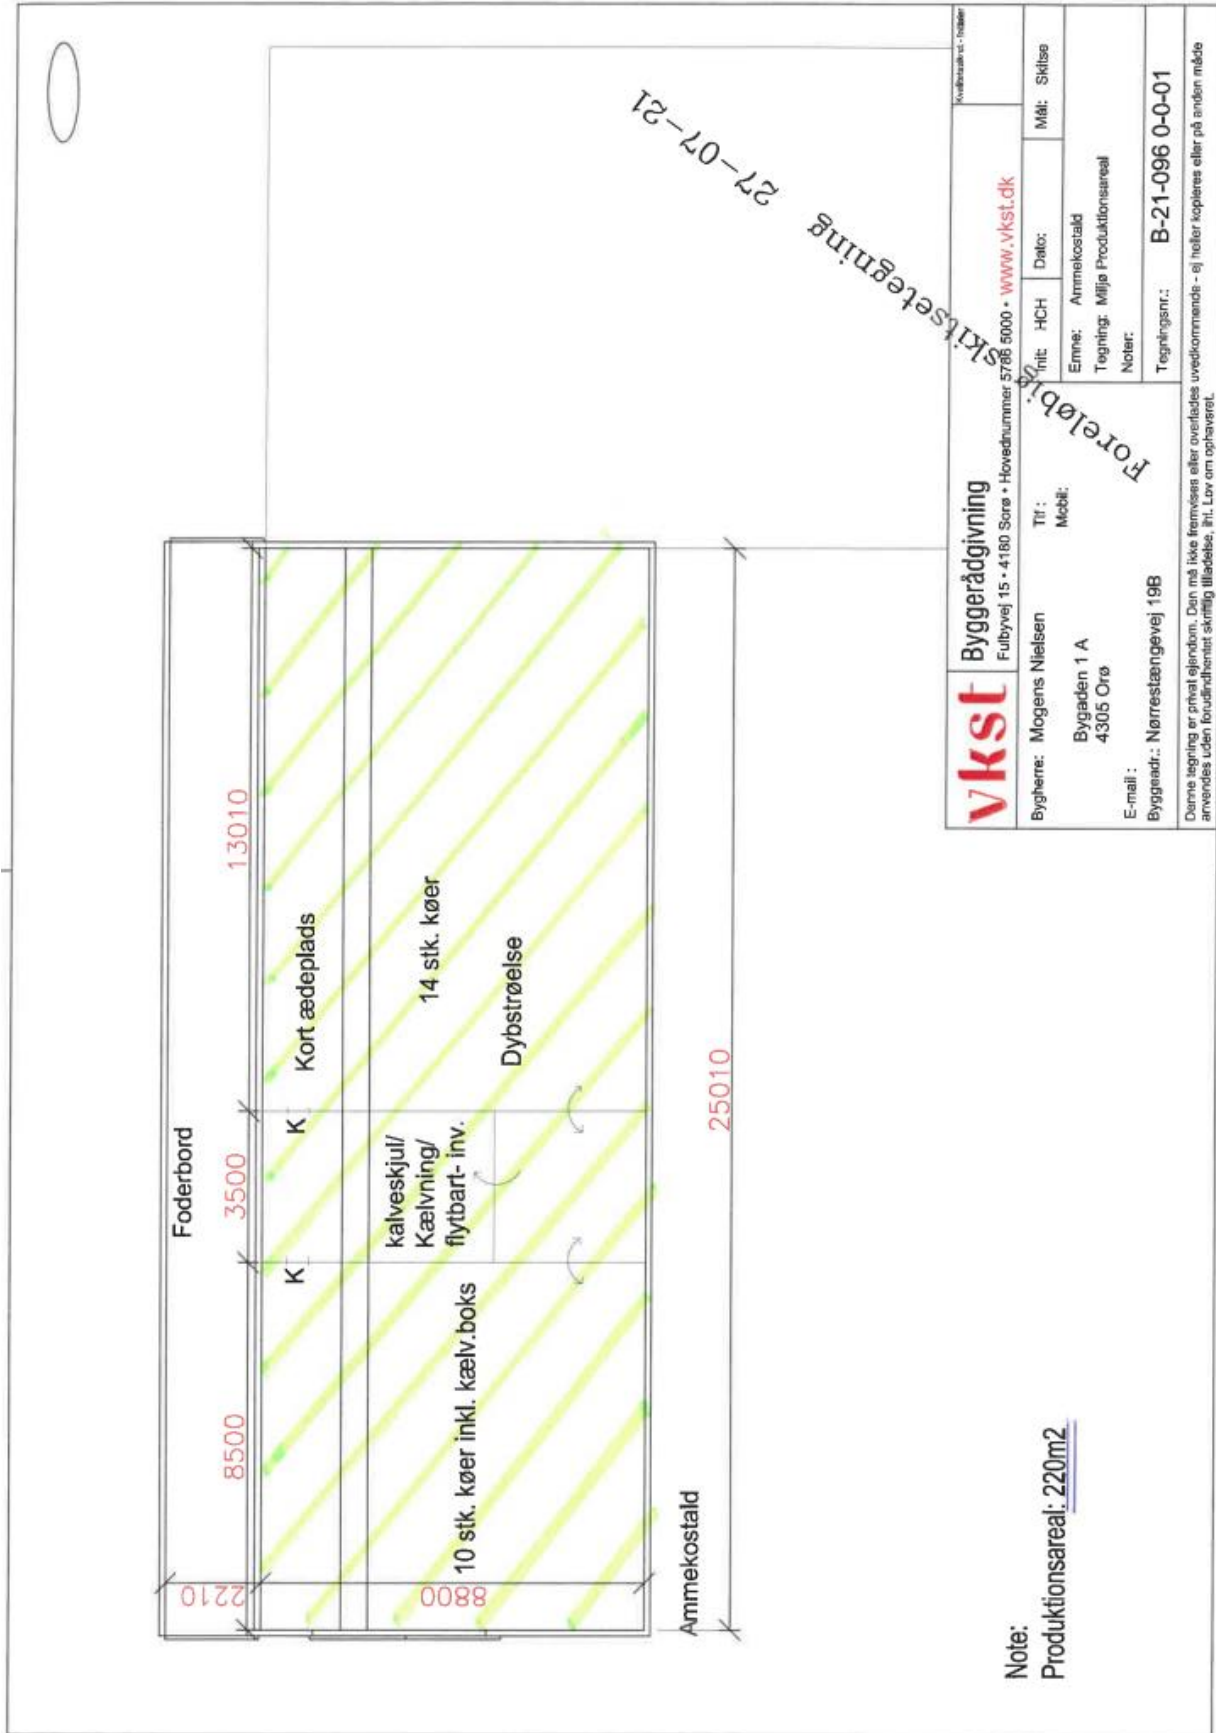 Foderbord
8500
3500
13010
2210
K
K
Kort ædeplads
kalveskjul/
Kælvning/
flytbart- inv.
10 stk. køer inkl. kælv.boks
14 stk. køer
Dybstrøelse
8800
Ammekostald
25010
Note:
Produktionsareal: 220m2
Foreløbig skitsetegning 27-07-21
vkst Byggerådgivning
Fulbyvej 15 • 4180 Sorø • Hovednummer 5786 5000 • www.vkst.dk
Bygherre: Mogens Nielsen
Tlf :
Mobil:
Bygaden 1 A
4305 Orø
E-mail :
Byggeadr.: Nørrestængevej 19B
Init: HCH Dato: Mål: Skitse
Emne: Ammekostald
Tegning: Miljø Produktionsareal
Noter:
Tegningsnr.: B-21-096 0-0-01
Denne tegning er privat ejendom. Den må ikke fremvises eller overlades uvedkommende - ej heller kopieres eller på anden måde
anvendes uden forudindhentet skriftlig tilladelse, iht. Lov om ophavsret.